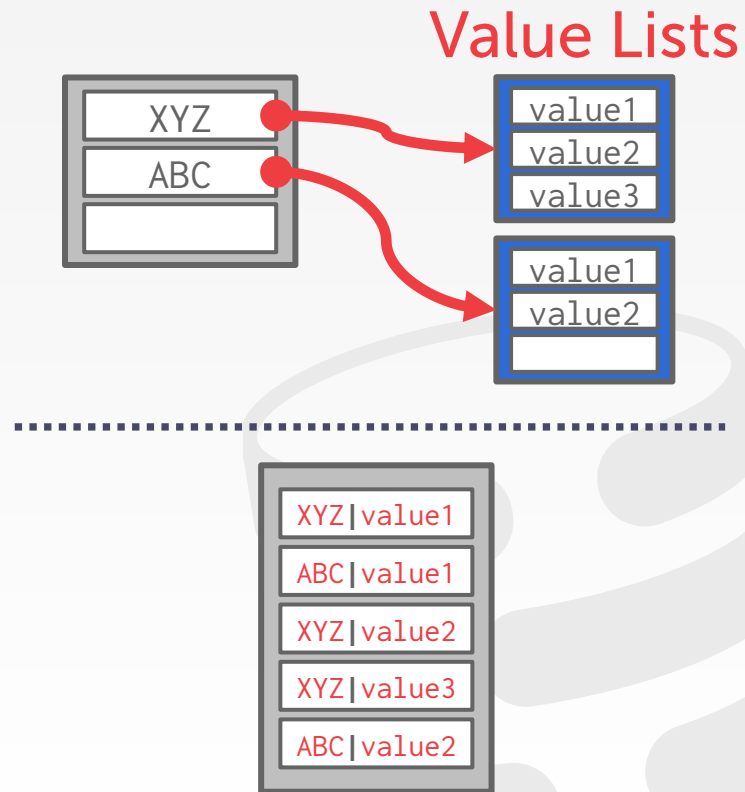 Value Lists
XYZ
ABC
value1
value2
value3
value1
value2
XYZ|value1
ABC|value1
XYZ|value2
XYZ|value3
ABC|value2